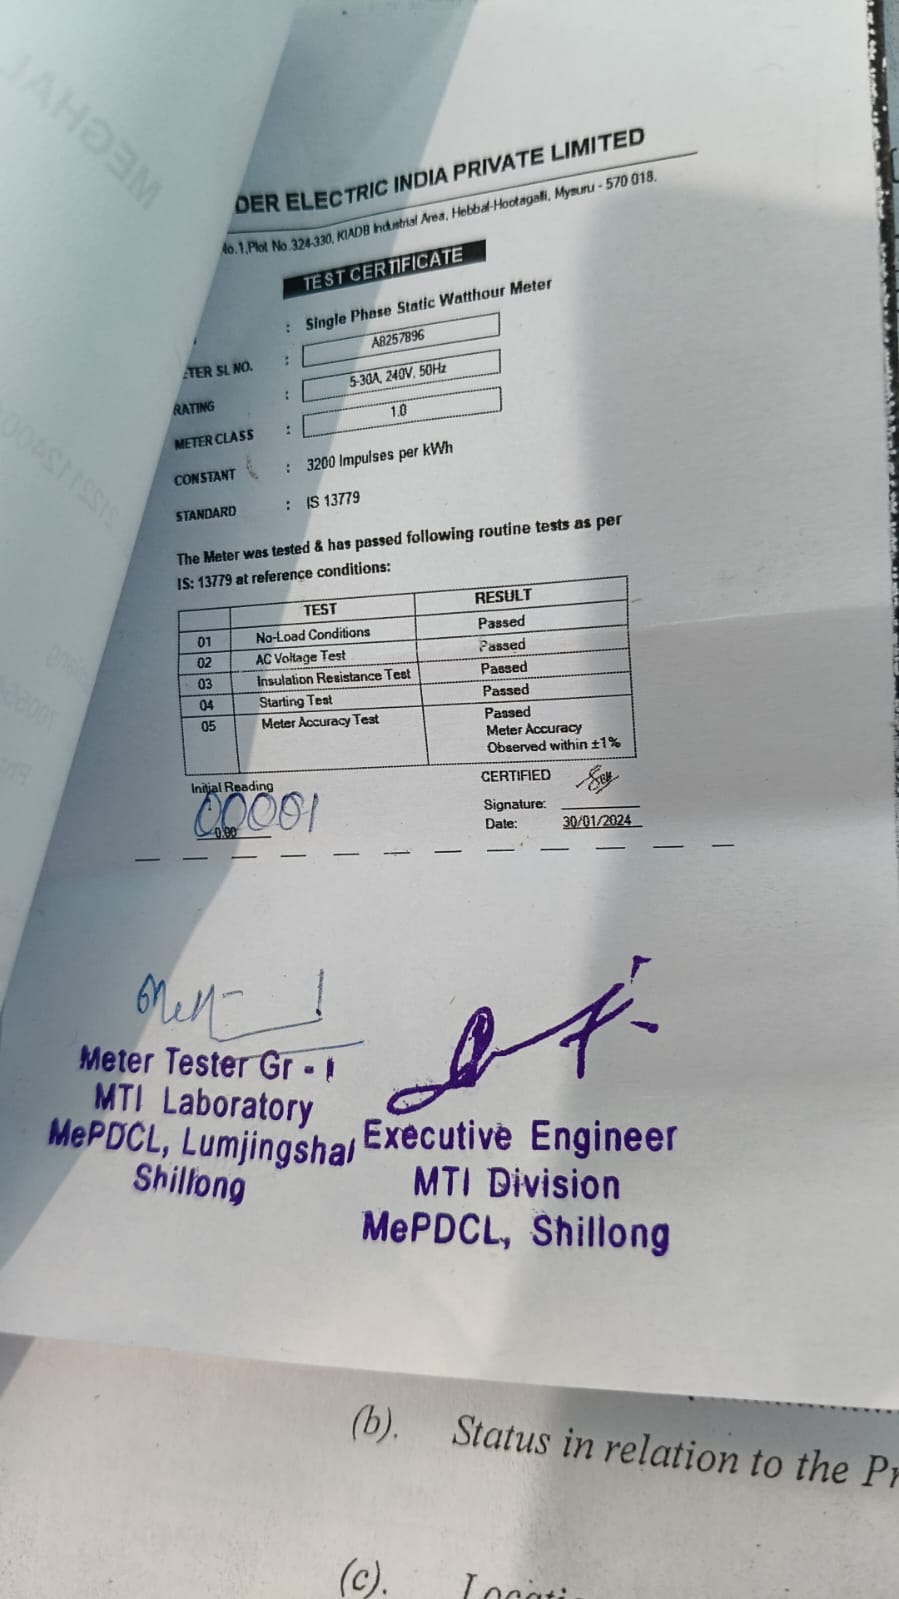 DER ELECTRIC INDIA PRIVATE LIMITED
No.1,Plot No.324-330, KIADB Industrial Area, Hebbal-Hootagalli, Mysuru - 570 018.
TEST CERTIFICATE
: Single Phase Static Watthour Meter
ETER SL NO. : A8257896
RATING : 5-30A, 240V, 50Hz
METER CLASS : 1.0
CONSTANT : 3200 Impulses per kWh
STANDARD : IS 13779
The Meter was tested & has passed following routine tests as per
IS: 13779 at reference conditions:
TEST RESULT
01 No-Load Conditions Passed
02 AC Voltage Test Passed
03 Insulation Resistance Test Passed
04 Starting Test Passed
05 Meter Accuracy Test Passed
Meter Accuracy
Observed within ±1%
Initial Reading
00001
0.00
CERTIFIED
Signature:
Date: 30/01/2024
Meter Tester Gr - I
MTI Laboratory
MePDCL, Lumjingshai
Shillong
Executive Engineer
MTI Division
MePDCL, Shillong
(b). Status in relation to the Pr
(c). Locati